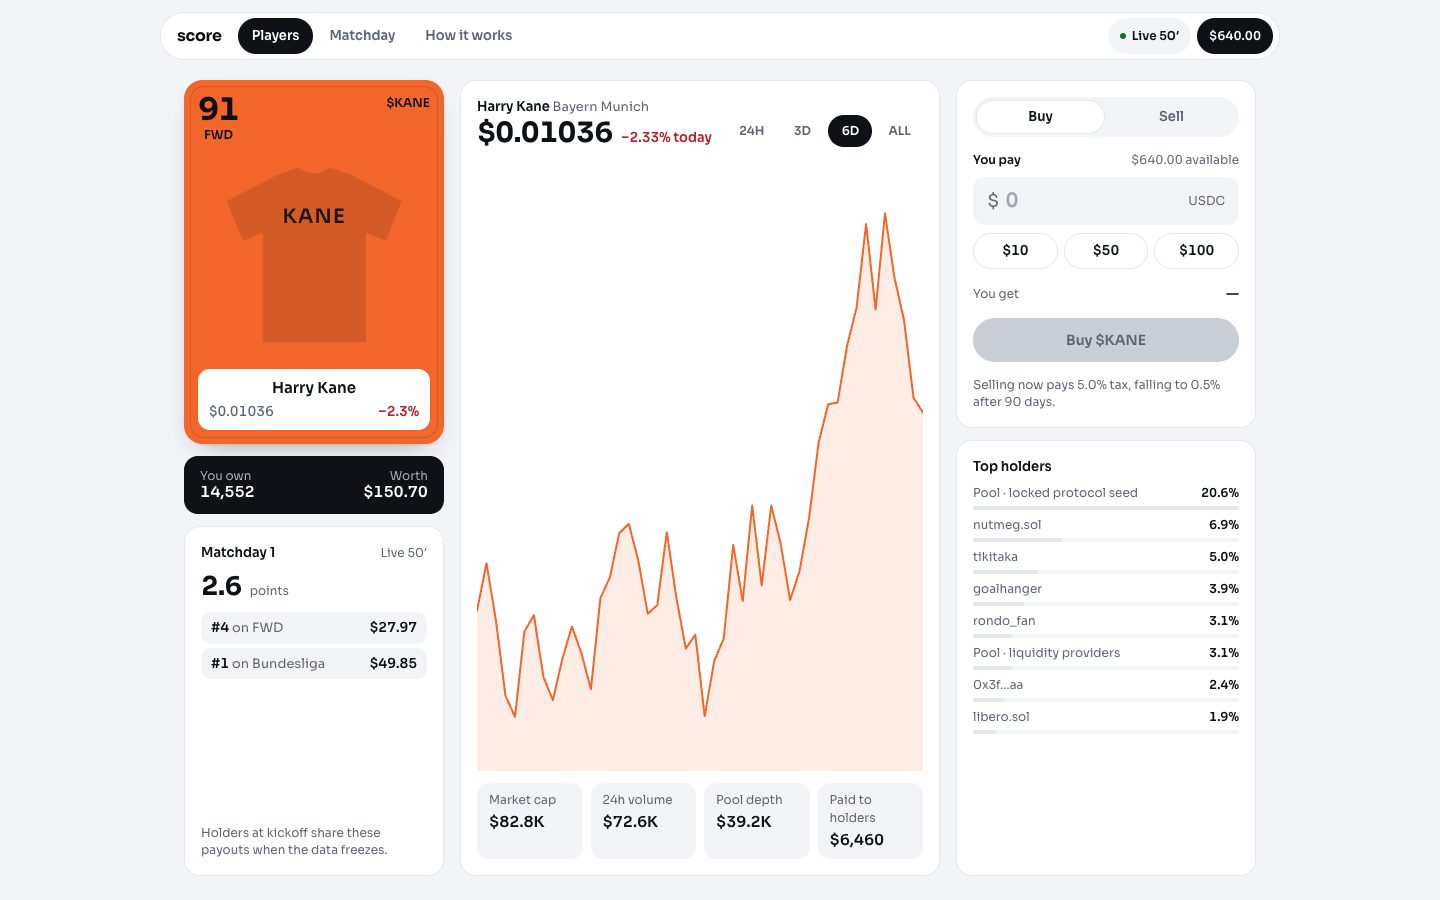 score Players Matchday How it works Live 50′ $640.00
91 $KANE
FWD
KANE
Harry Kane
$0.01036 −2.3%
You own Worth
14,552 $150.70
Matchday 1 Live 50′
2.6 points
#4 on FWD $27.97
#1 on Bundesliga $49.85
Holders at kickoff share these
payouts when the data freezes.
Harry Kane Bayern Munich
$0.01036 −2.33% today 24H 3D 6D ALL
Market cap
$82.8K
24h volume
$72.6K
Pool depth
$39.2K
Paid to
holders
$6,460
Buy Sell
You pay $640.00 available
$ 0 USDC
$10 $50 $100
You get —
Buy $KANE
Selling now pays 5.0% tax, falling to 0.5%
after 90 days.
Top holders
Pool · locked protocol seed 20.6%
nutmeg.sol 6.9%
tikitaka 5.0%
goalhanger 3.9%
rondo_fan 3.1%
Pool · liquidity providers 3.1%
0x3f…aa 2.4%
libero.sol 1.9%